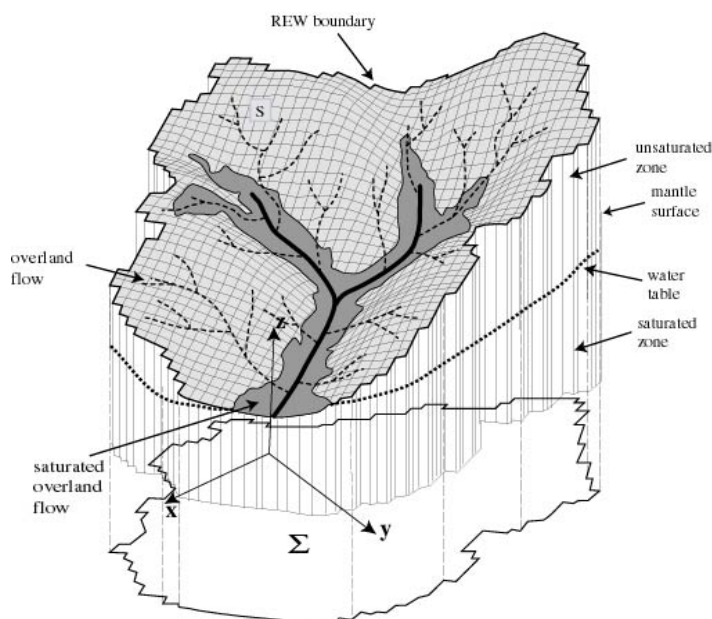 REW boundary
S
unsaturated
zone
mantle
surface
overland
flow
water
table
z
saturated
zone
saturated
overland
flow
x
y
Σ